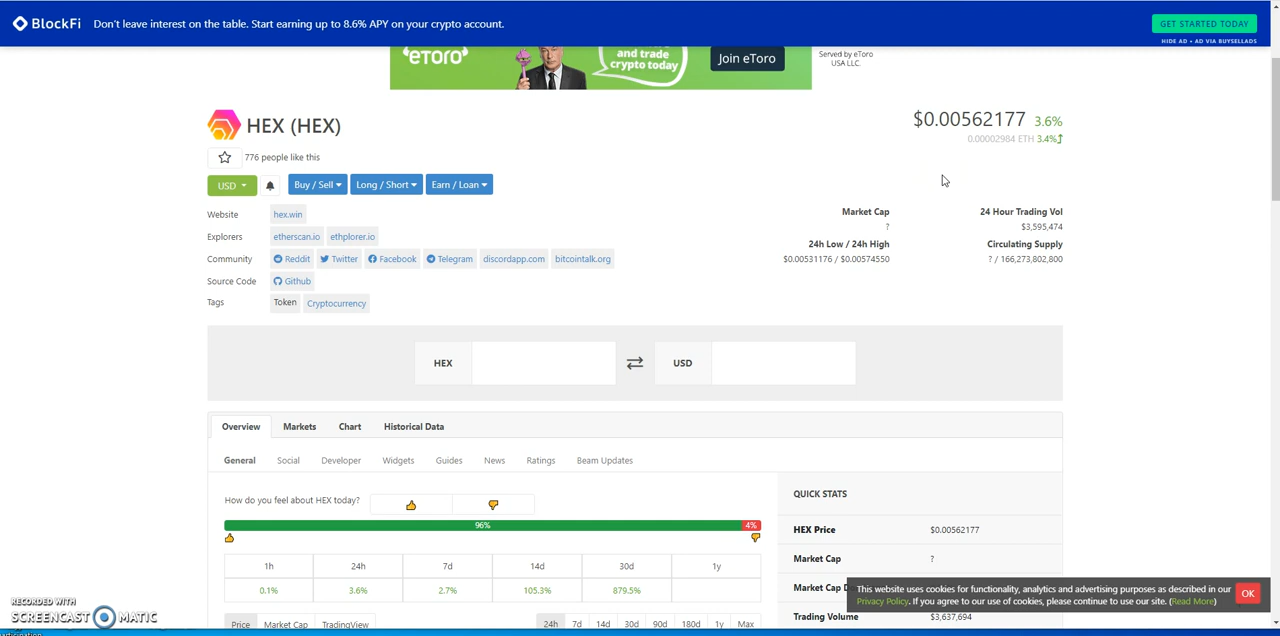 BlockFi Don't leave interest on the table. Start earning up to 8.6% APY on your crypto account. GET STARTED TODAY
HIDE AD • AD VIA BUYSELLADS
eToro and trade crypto today Join eToro Served by eToro USA LLC.
HEX (HEX)
$0.00562177 3.6%
0.00002984 ETH 3.4%
776 people like this
USD Buy / Sell Long / Short Earn / Loan
Website hex.win
Explorers etherscan.io ethplorer.io
Community Reddit Twitter Facebook Telegram discordapp.com bitcointalk.org
Source Code Github
Tags Token Cryptocurrency
Market Cap 24 Hour Trading Vol
? $3,595,474
24h Low / 24h High Circulating Supply
$0.00531176 / $0.00574550 ? / 166,273,802,800
HEX USD
Overview Markets Chart Historical Data
General Social Developer Widgets Guides News Ratings Beam Updates
How do you feel about HEX today?
96% 4%
1h 24h 7d 14d 30d 1y
0.1% 3.6% 2.7% 105.3% 879.5%
Price Market Cap TradingView 24h 7d 14d 30d 90d 180d 1y Max
QUICK STATS
HEX Price $0.00562177
Market Cap ?
Market Cap D
Trading Volume $3,637,694
This website uses cookies for functionality, analytics and advertising purposes as described in our
Privacy Policy. If you agree to our use of cookies, please continue to use our site. (Read More)
OK
RECORDED WITH
SCREENCAST MATIC